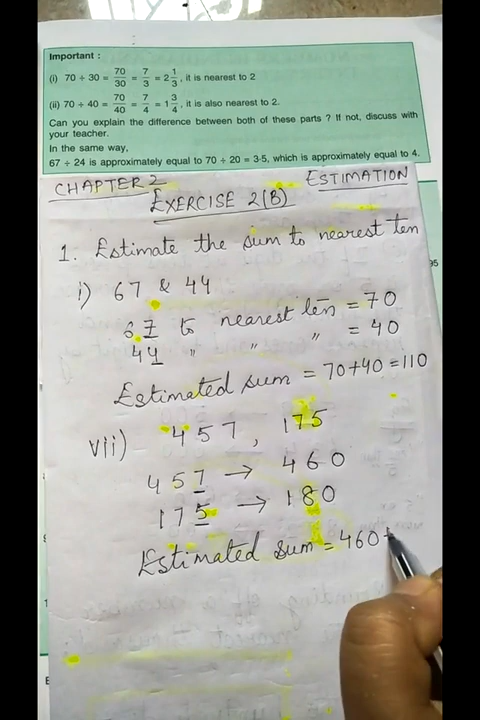 Important :
(i) 70 ÷ 30 = 70/30 = 7/3 = 2 1/3, it is nearest to 2
(ii) 70 ÷ 40 = 70/40 = 7/4 = 1 3/4, it is also nearest to 2.
Can you explain the difference between both of these parts ? If not, discuss with
your teacher.
In the same way,
67 ÷ 24 is approximately equal to 70 ÷ 20 = 3·5, which is approximately equal to 4.
CHAPTER 2 ESTIMATION
EXERCISE 2(B)
1. Estimate the sum to nearest ten
i) 67 & 44
67 to nearest ten = 70
44 " " " = 40
Estimated sum = 70+40 = 110
vii) 457, 175
457 → 460
175 → 180
Estimated sum = 460+
95